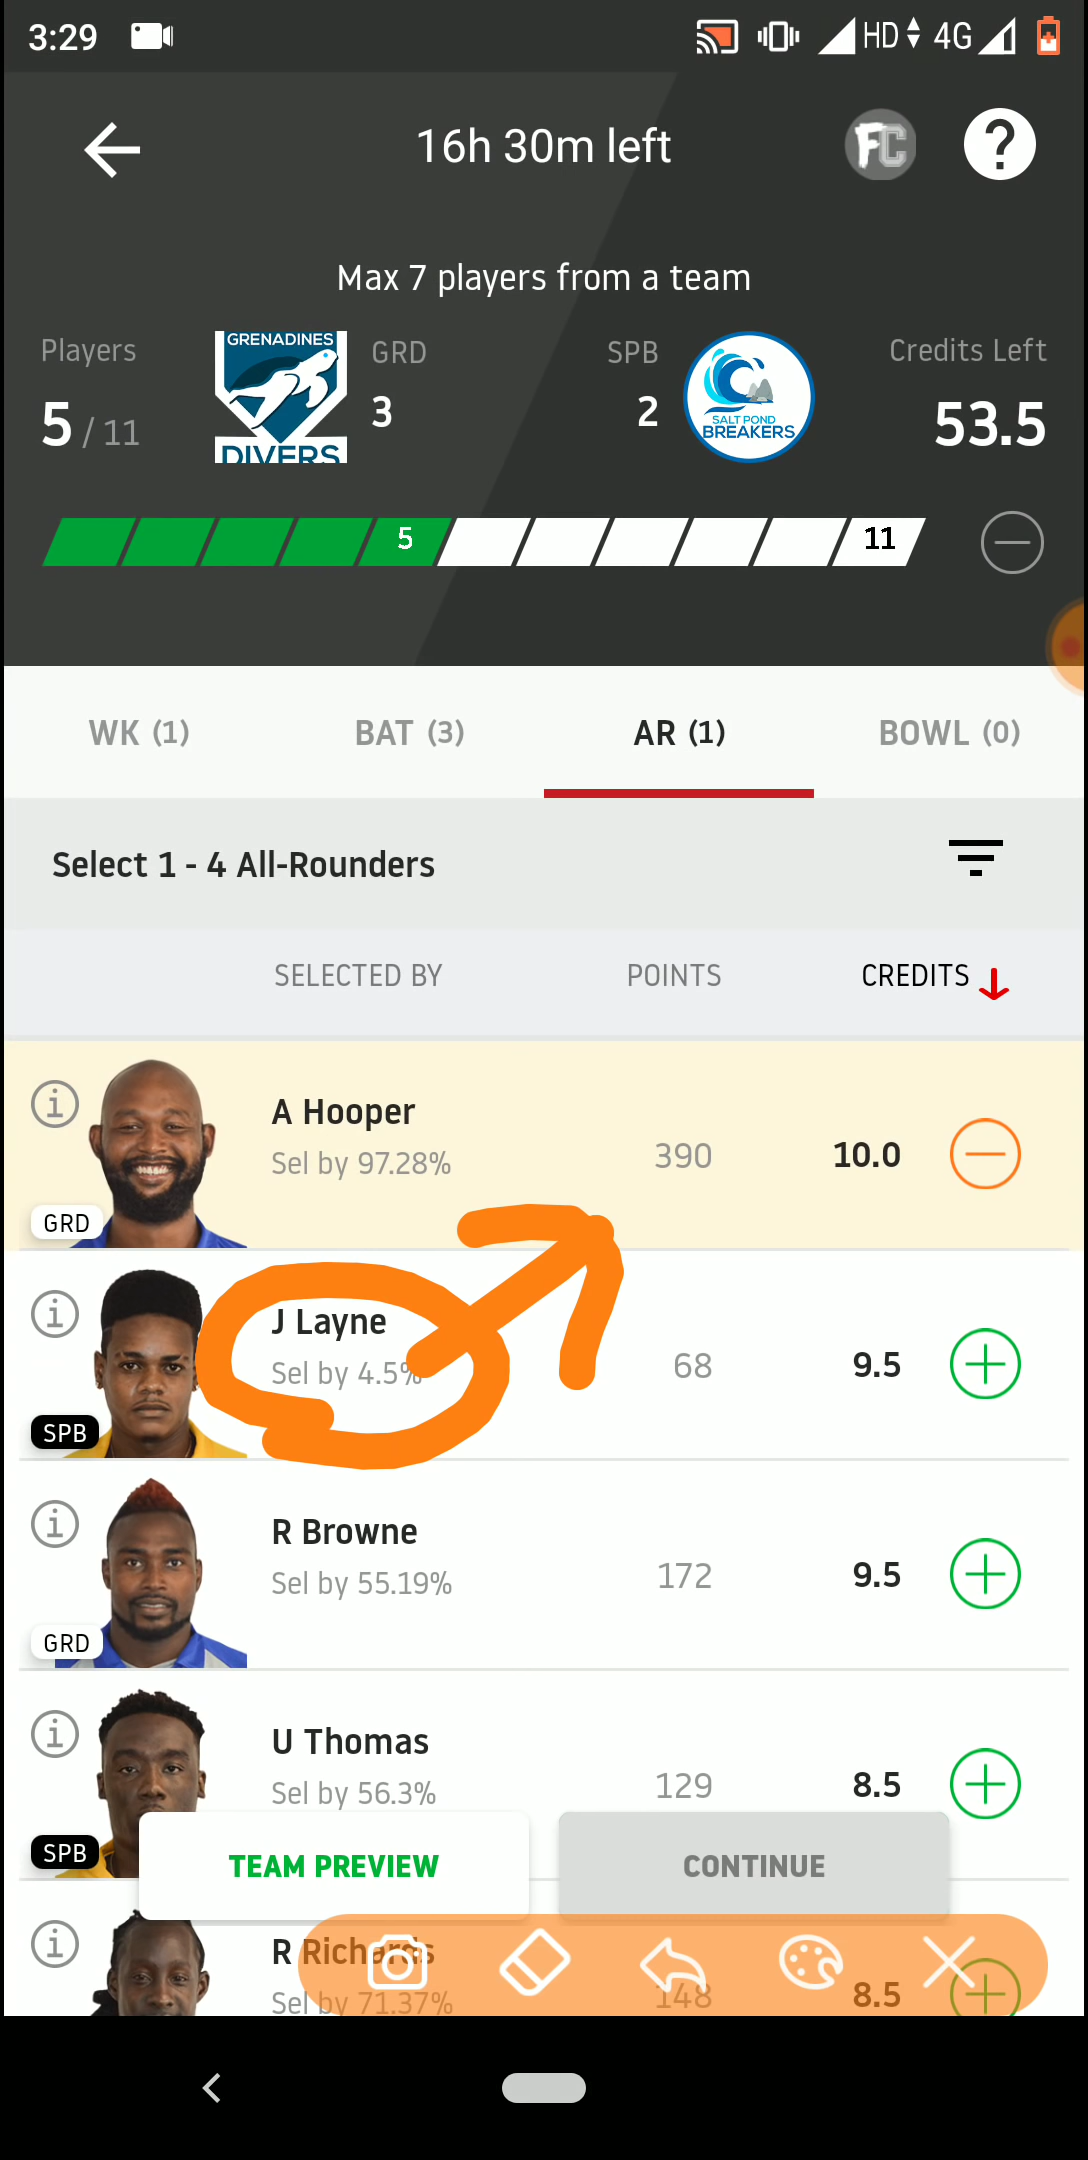 3:29 HD 4G
16h 30m left FC ?
Max 7 players from a team
Players GRENADINES DIVERS GRD SPB SALT POND BREAKERS Credits Left
5 / 11 3 2 53.5
5 11
WK (1) BAT (3) AR (1) BOWL (0)
Select 1 - 4 All-Rounders
SELECTED BY POINTS CREDITS
A Hooper
Sel by 97.28% 390 10.0
GRD
J Layne
Sel by 4.5% 68 9.5
SPB
R Browne
Sel by 55.19% 172 9.5
GRD
U Thomas
Sel by 56.3% 129 8.5
SPB
TEAM PREVIEW CONTINUE
R Richards
Sel by 71.37% 148 8.5